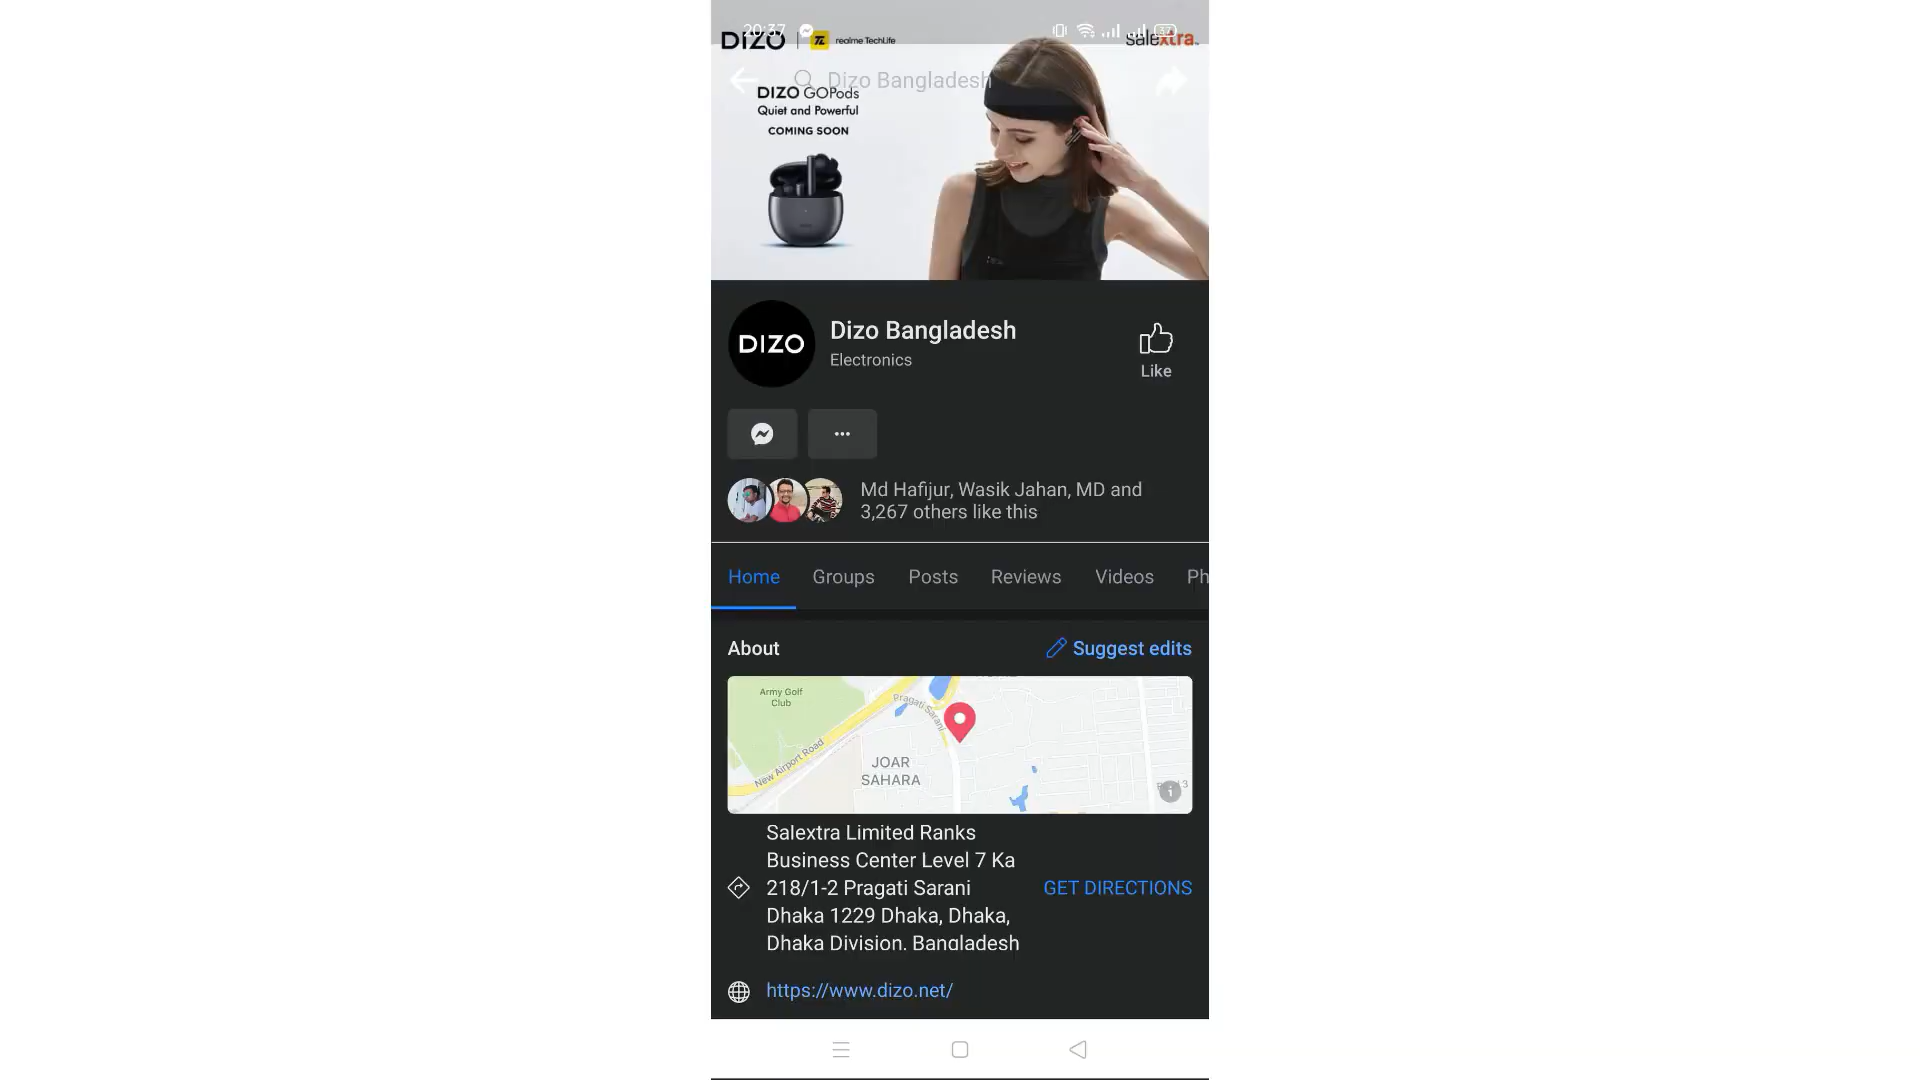 20:37
DIZO | TL realme TechLife
salextra
Dizo Bangladesh
DIZO GOPods
Quiet and Powerful
COMING SOON
DIZO
Dizo Bangladesh
Electronics
Like
Md Hafijur, Wasik Jahan, MD and
3,267 others like this
Home Groups Posts Reviews Videos Ph
About
Suggest edits
Army Golf
Club
Pragati Sarani
New Airport Road
JOAR
SAHARA
Salextra Limited Ranks
Business Center Level 7 Ka
218/1-2 Pragati Sarani
Dhaka 1229 Dhaka, Dhaka,
Dhaka Division, Bangladesh
GET DIRECTIONS
https://www.dizo.net/